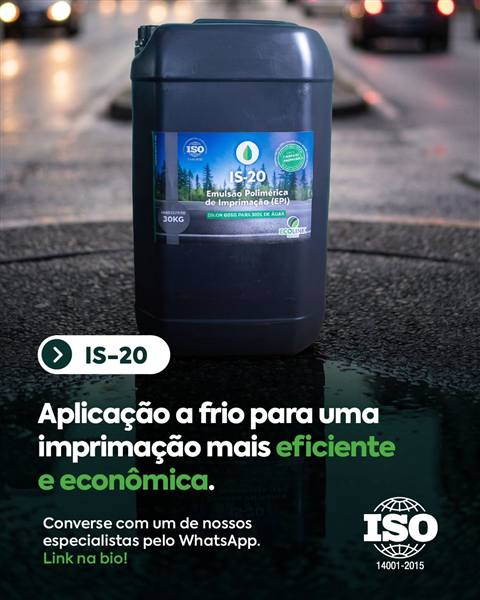 ISO
IS-20
Emulsão Polimérica
de Imprimação (EPI)
30KG
ECOLINK
IS-20
Aplicação a frio para uma
imprimação mais eficiente
e econômica.
Converse com um de nossos
especialistas pelo WhatsApp.
Link na bio!
ISO
14001-2015